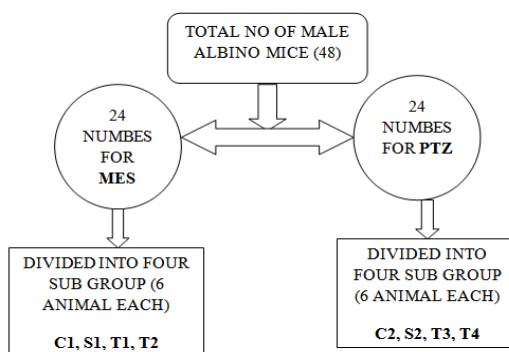 TOTAL NO OF MALE
ALBINO MICE (48)
24
NUMBES
FOR
MES
24
NUMBES
FOR PTZ
DIVIDED INTO FOUR
SUB GROUP (6
ANIMAL EACH)
C1, S1, T1, T2
DIVIDED INTO
FOUR SUB GROUP
(6 ANIMAL EACH)
C2, S2, T3, T4